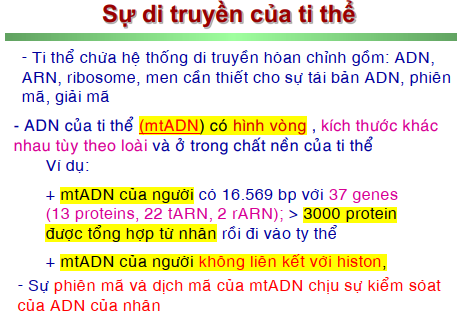 Sự di truyền của ti thể
- Ti thể chứa hệ thống di truyền hòan chỉnh gồm: ADN,
ARN, ribosome, men cần thiết cho sự tái bản ADN, phiên
mã, giải mã
- ADN của ti thể (mtADN) có hình vòng , kích thước khác
nhau tùy theo loài và ở trong chất nền của ti thể
Ví dụ:
+ mtADN của người có 16.569 bp với 37 genes
(13 proteins, 22 tARN, 2 rARN); > 3000 protein
được tổng hợp từ nhân rồi đi vào ty thể
+ mtADN của người không liên kết với histon,
- Sự phiên mã và dịch mã của mtADN chịu sự kiểm sóat
của ADN của nhân